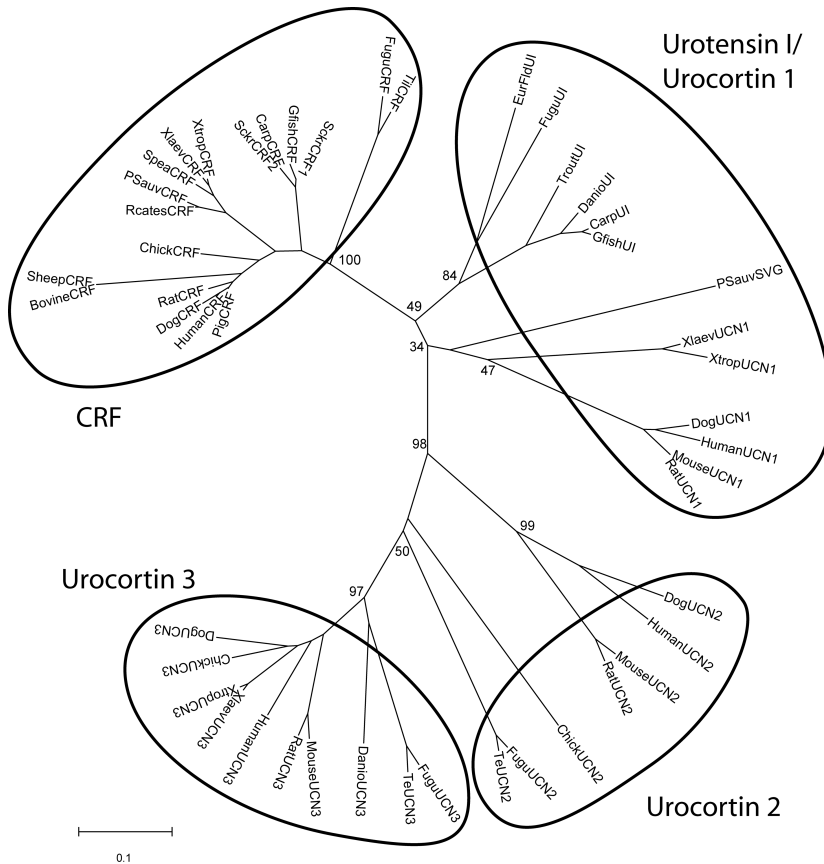 Urotensin I/
Urocortin 1
FuguCRF
TilCRF
SckrCRF1
GfishCRF
CarpCRF
SckrCRF2
XtropCRF
XlaevCRF
SpeaCRF
PSauvCRF
RcatesCRF
ChickCRF
SheepCRF
BovineCRF
RatCRF
DogCRF
HumanCRF
PigCRF
CRF
EurFldUI
FuguUI
TroutUI
DanioUI
CarpUI
GfishUI
PSauvSVG
XlaevUCN1
XtropUCN1
DogUCN1
HumanUCN1
MouseUCN1
RatUCN1
100
84
49
34
47
98
99
50
97
Urocortin 3
DogUCN3
ChickUCN3
XtropUCN3
XlaevUCN3
HumanUCN3
RatUCN3
MouseUCN3
DanioUCN3
TeUCN3
FuguUCN3
DogUCN2
HumanUCN2
MouseUCN2
RatUCN2
ChickUCN2
FuguUCN2
TeUCN2
Urocortin 2
0.1